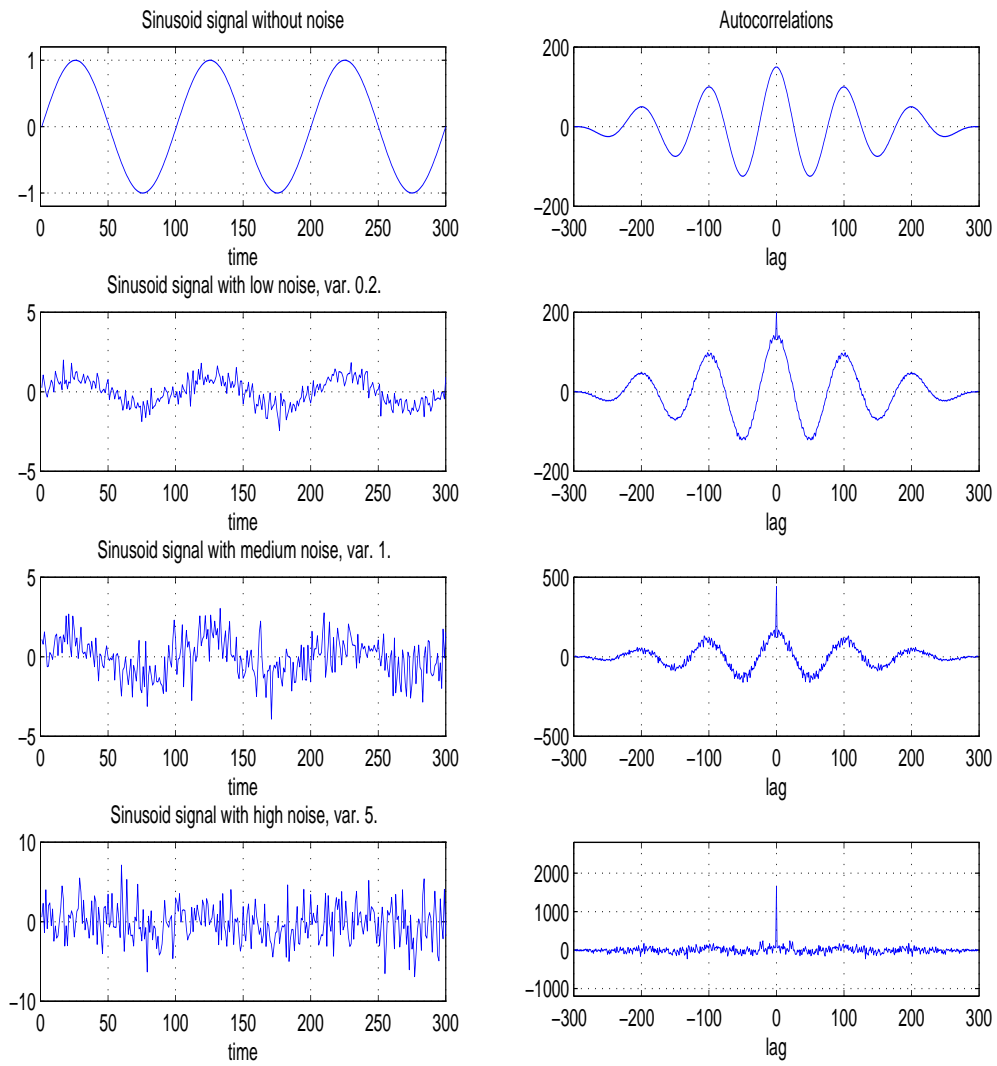 Sinusoid signal without noise
1
0
−1
0 50 100 150 200 250 300
time
Autocorrelations
200
0
−200
−300 −200 −100 0 100 200 300
lag
Sinusoid signal with low noise, var. 0.2.
5
0
−5
0 50 100 150 200 250 300
time
200
0
−200
−300 −200 −100 0 100 200 300
lag
Sinusoid signal with medium noise, var. 1.
5
0
−5
0 50 100 150 200 250 300
time
500
0
−500
−300 −200 −100 0 100 200 300
lag
Sinusoid signal with high noise, var. 5.
10
0
−10
0 50 100 150 200 250 300
time
2000
1000
0
−1000
−300 −200 −100 0 100 200 300
lag